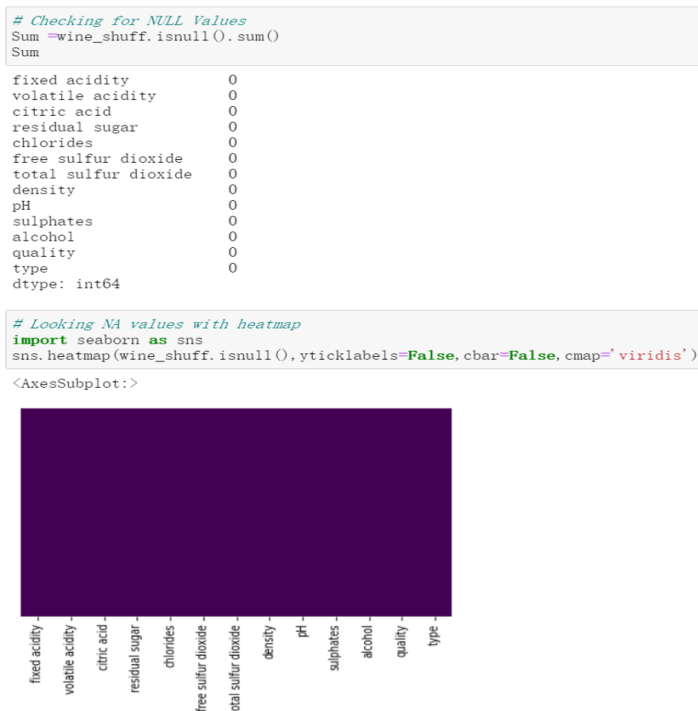 # Checking for NULL Values
Sum =wine_shuff.isnull().sum()
Sum
fixed acidity 0
volatile acidity 0
citric acid 0
residual sugar 0
chlorides 0
free sulfur dioxide 0
total sulfur dioxide 0
density 0
pH 0
sulphates 0
alcohol 0
quality 0
type 0
dtype: int64
# Looking NA values with heatmap
import seaborn as sns
sns.heatmap(wine_shuff.isnull(),yticklabels=False,cbar=False,cmap='viridis')
<AxesSubplot:>
fixed acidity
volatile acidity
citric acid
residual sugar
chlorides
free sulfur dioxide
otal sulfur dioxide
density
pH
sulphates
alcohol
quality
type